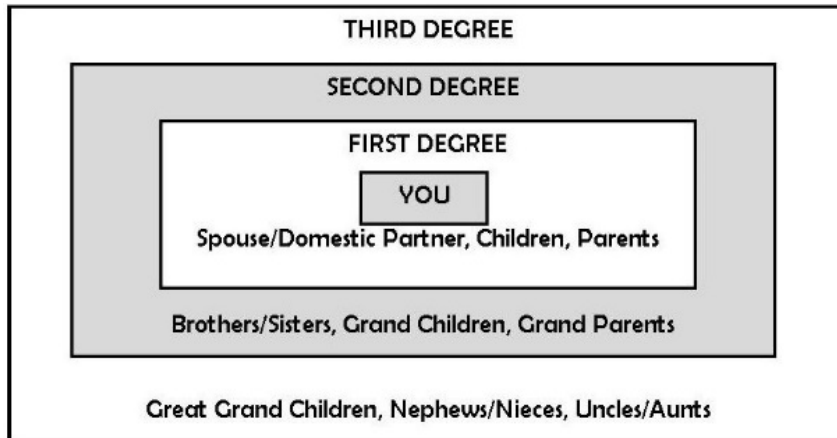 THIRD DEGREE
SECOND DEGREE
FIRST DEGREE
YOU
Spouse/Domestic Partner, Children, Parents
Brothers/Sisters, Grand Children, Grand Parents
Great Grand Children, Nephews/Nieces, Uncles/Aunts